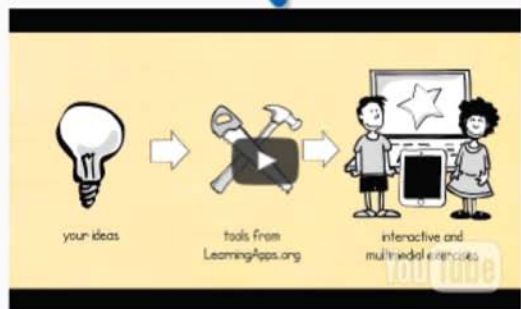 your ideas
tools from
LearningApps.org
interactive and
multimedial exercises
YouTube